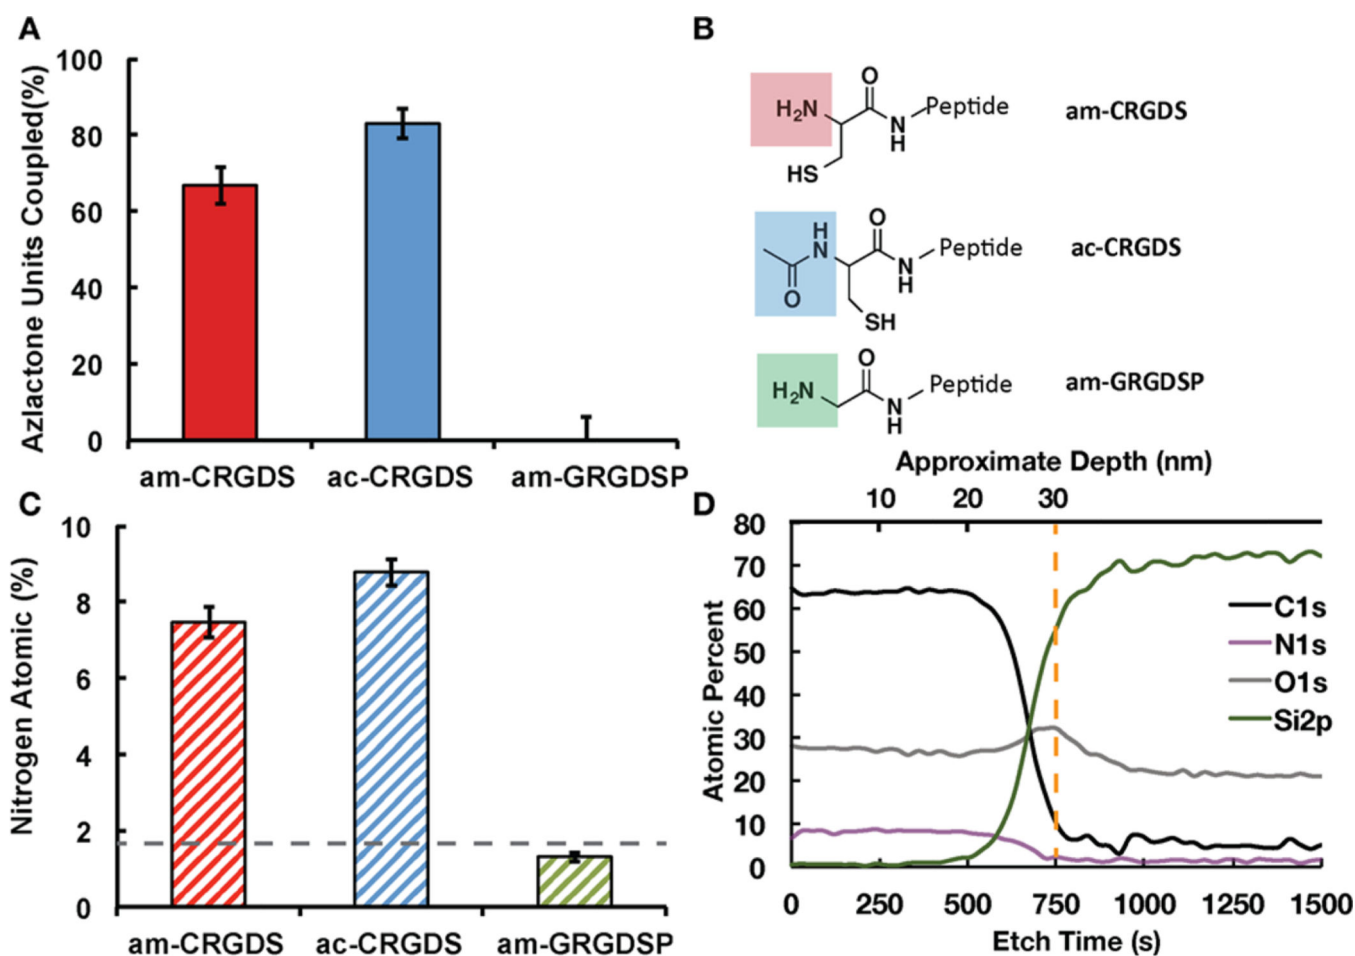 A
Azlactone Units Coupled(%)
100
80
60
40
20
0
am-CRGDS
ac-CRGDS
am-GRGDSP
B
H₂N
O
N
H
Peptide
HS
am-CRGDS
H
N
O
O
N
H
Peptide
SH
ac-CRGDS
H₂N
O
N
H
Peptide
am-GRGDSP
C
Nitrogen Atomic (%)
10
8
6
4
2
0
am-CRGDS
ac-CRGDS
am-GRGDSP
D
Approximate Depth (nm)
10 20 30
Atomic Percent
80
70
60
50
40
30
20
10
0
C1s
N1s
O1s
Si2p
0 250 500 750 1000 1250 1500
Etch Time (s)